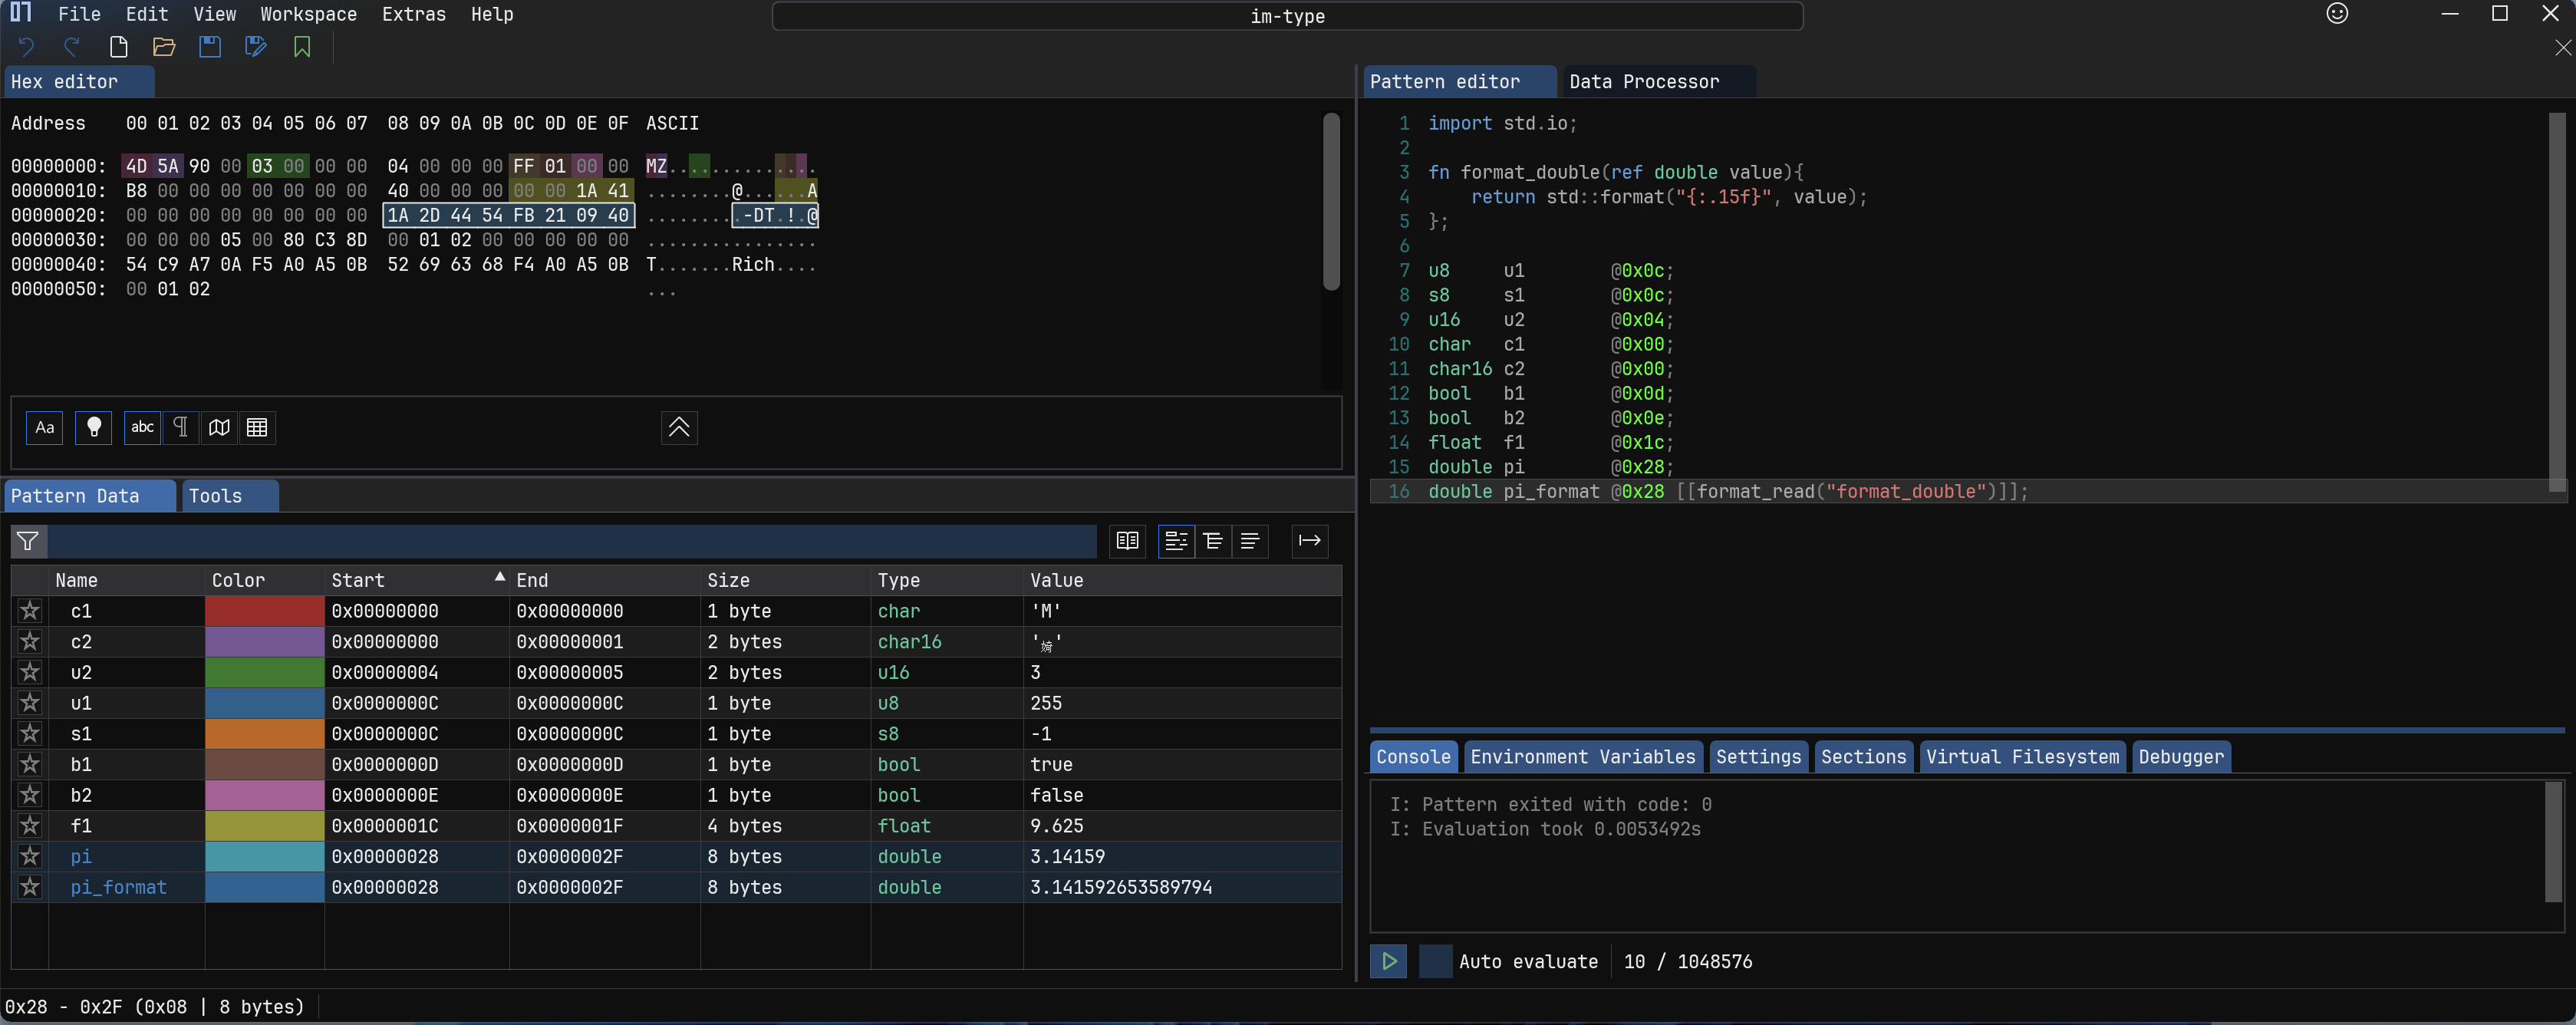 File Edit View Workspace Extras Help
im-type
Hex editor
Address 00 01 02 03 04 05 06 07 08 09 0A 0B 0C 0D 0E 0F ASCII
00000000: 4D 5A 90 00 03 00 00 00 04 00 00 00 FF 01 00 00 MZ..............
00000010: B8 00 00 00 00 00 00 00 40 00 00 00 00 00 1A 41 ........@......A
00000020: 00 00 00 00 00 00 00 00 1A 2D 44 54 FB 21 09 40 .........-DT.!.@
00000030: 00 00 00 05 00 80 C3 8D 00 01 02 00 00 00 00 00 ................
00000040: 54 C9 A7 0A F5 A0 A5 0B 52 69 63 68 F4 A0 A5 0B T.......Rich....
00000050: 00 01 02 ...
Aa abc
Pattern Data Tools
Name Color Start End Size Type Value
c1 0x00000000 0x00000000 1 byte char 'M'
c2 0x00000000 0x00000001 2 bytes char16
u2 0x00000004 0x00000005 2 bytes u16 3
u1 0x0000000C 0x0000000C 1 byte u8 255
s1 0x0000000C 0x0000000C 1 byte s8 -1
b1 0x0000000D 0x0000000D 1 byte bool true
b2 0x0000000E 0x0000000E 1 byte bool false
f1 0x0000001C 0x0000001F 4 bytes float 9.625
pi 0x00000028 0x0000002F 8 bytes double 3.14159
pi_format 0x00000028 0x0000002F 8 bytes double 3.141592653589794
0x28 - 0x2F (0x08 | 8 bytes)
Pattern editor Data Processor
1 import std.io;
2
3 fn format_double(ref double value){
4 return std::format("{:.15f}", value);
5 };
6
7 u8 u1 @0x0c;
8 s8 s1 @0x0c;
9 u16 u2 @0x04;
10 char c1 @0x00;
11 char16 c2 @0x00;
12 bool b1 @0x0d;
13 bool b2 @0x0e;
14 float f1 @0x1c;
15 double pi @0x28;
16 double pi_format @0x28 [[format_read("format_double")]];
Console Environment Variables Settings Sections Virtual Filesystem Debugger
I: Pattern exited with code: 0
I: Evaluation took 0.0053492s
Auto evaluate 10 / 1048576